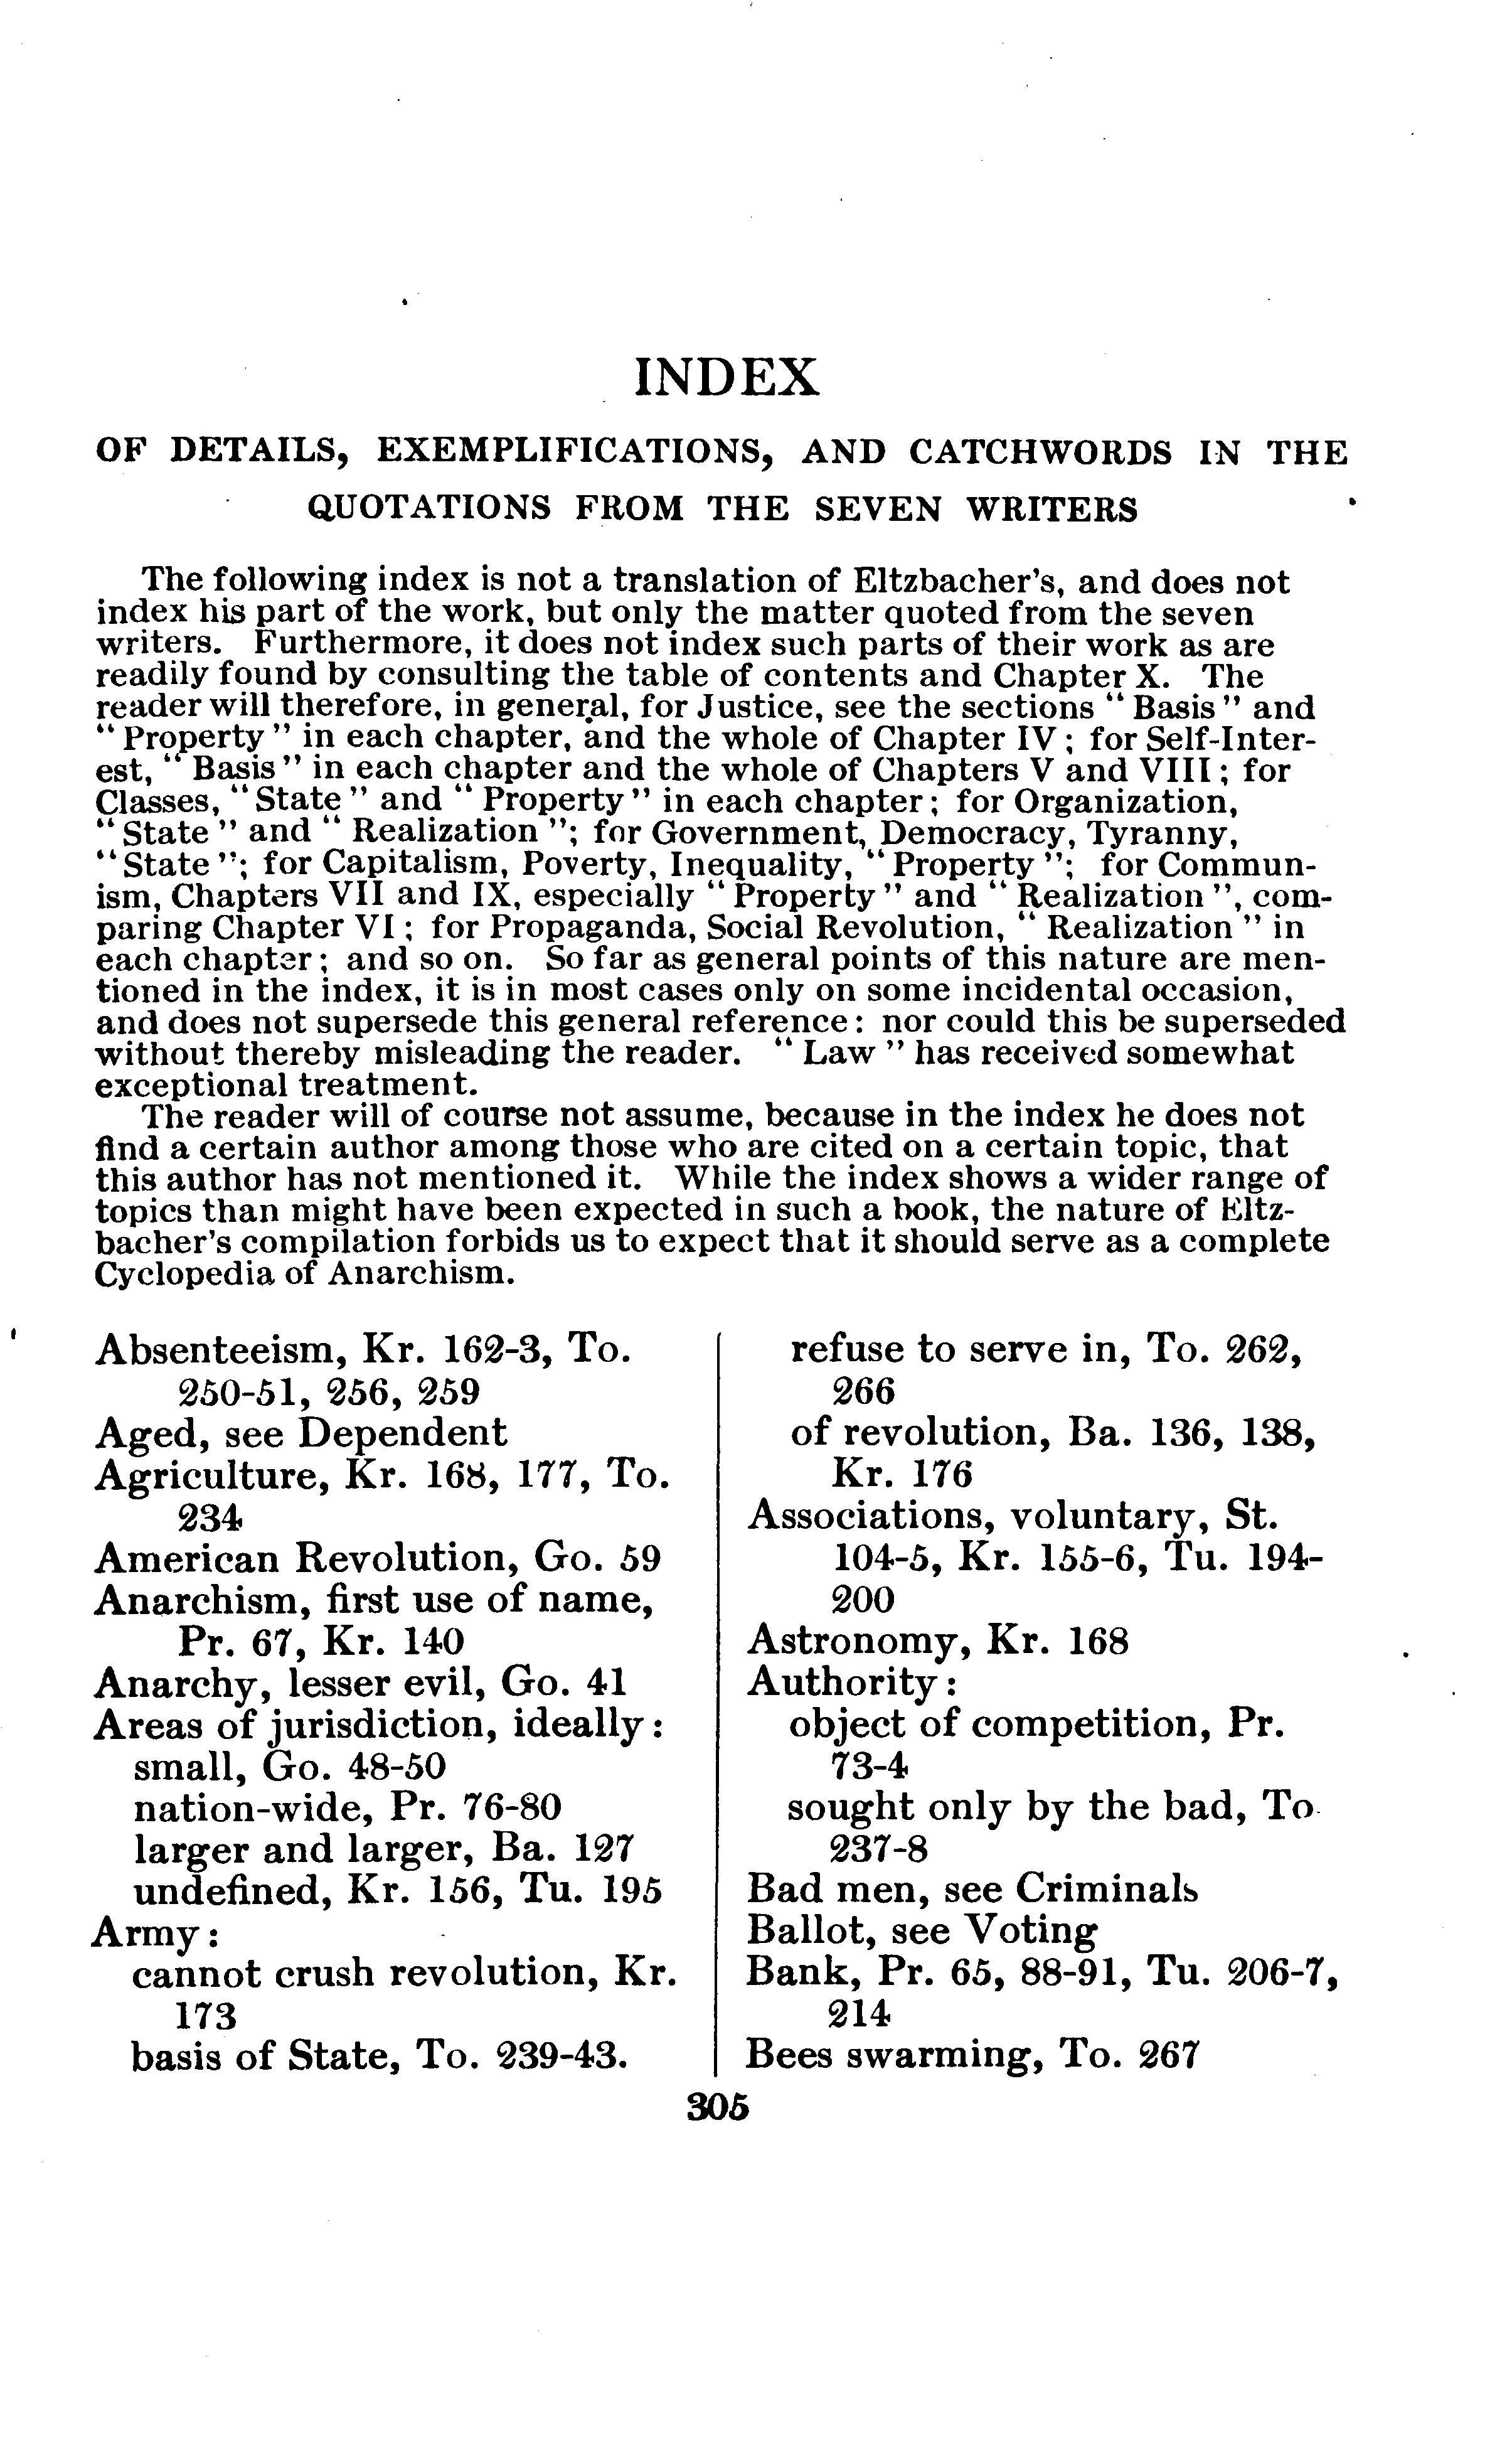 INDEX
OF DETAILS, EXEMPLIFICATIONS, AND CATCHWORDS IN THE
QUOTATIONS FROM THE SEVEN WRITERS
The following index is not a translation of Eltzbacher's, and does not
index his part of the work, but only the matter quoted from the seven
writers. Furthermore, it does not index such parts of their work as are
readily found by consulting the table of contents and Chapter X. The
reader will therefore, in general, for Justice, see the sections "Basis" and
"Property" in each chapter, and the whole of Chapter IV; for Self-Inter-
est, "Basis" in each chapter and the whole of Chapters V and VIII; for
Classes, "State" and "Property" in each chapter; for Organization,
"State" and "Realization"; for Government, Democracy, Tyranny,
"State"; for Capitalism, Poverty, Inequality, "Property"; for Commun-
ism, Chapters VII and IX, especially "Property" and "Realization", com-
paring Chapter VI; for Propaganda, Social Revolution, "Realization" in
each chapter; and so on. So far as general points of this nature are men-
tioned in the index, it is in most cases only on some incidental occasion,
and does not supersede this general reference: nor could this be superseded
without thereby misleading the reader. "Law" has received somewhat
exceptional treatment.
The reader will of course not assume, because in the index he does not
find a certain author among those who are cited on a certain topic, that
this author has not mentioned it. While the index shows a wider range of
topics than might have been expected in such a book, the nature of Eltz-
bacher's compilation forbids us to expect that it should serve as a complete
Cyclopedia of Anarchism.
Absenteeism, Kr. 162-3, To.
250-51, 256, 259
Aged, see Dependent
Agriculture, Kr. 168, 177, To.
234
American Revolution, Go. 59
Anarchism, first use of name,
Pr. 67, Kr. 140
Anarchy, lesser evil, Go. 41
Areas of jurisdiction, ideally:
small, Go. 48-50
nation-wide, Pr. 76-80
larger and larger, Ba. 127
undefined, Kr. 156, Tu. 195
Army:
cannot crush revolution, Kr.
173
basis of State, To. 239-43.
refuse to serve in, To. 262,
266
of revolution, Ba. 136, 138,
Kr. 176
Associations, voluntary, St.
104-5, Kr. 155-6, Tu. 194-
200
Astronomy, Kr. 168
Authority:
object of competition, Pr.
73-4
sought only by the bad, To.
237-8
Bad men, see Criminals
Ballot, see Voting
Bank, Pr. 65, 88-91, Tu. 206-7,
214
Bees swarming, To. 267
305